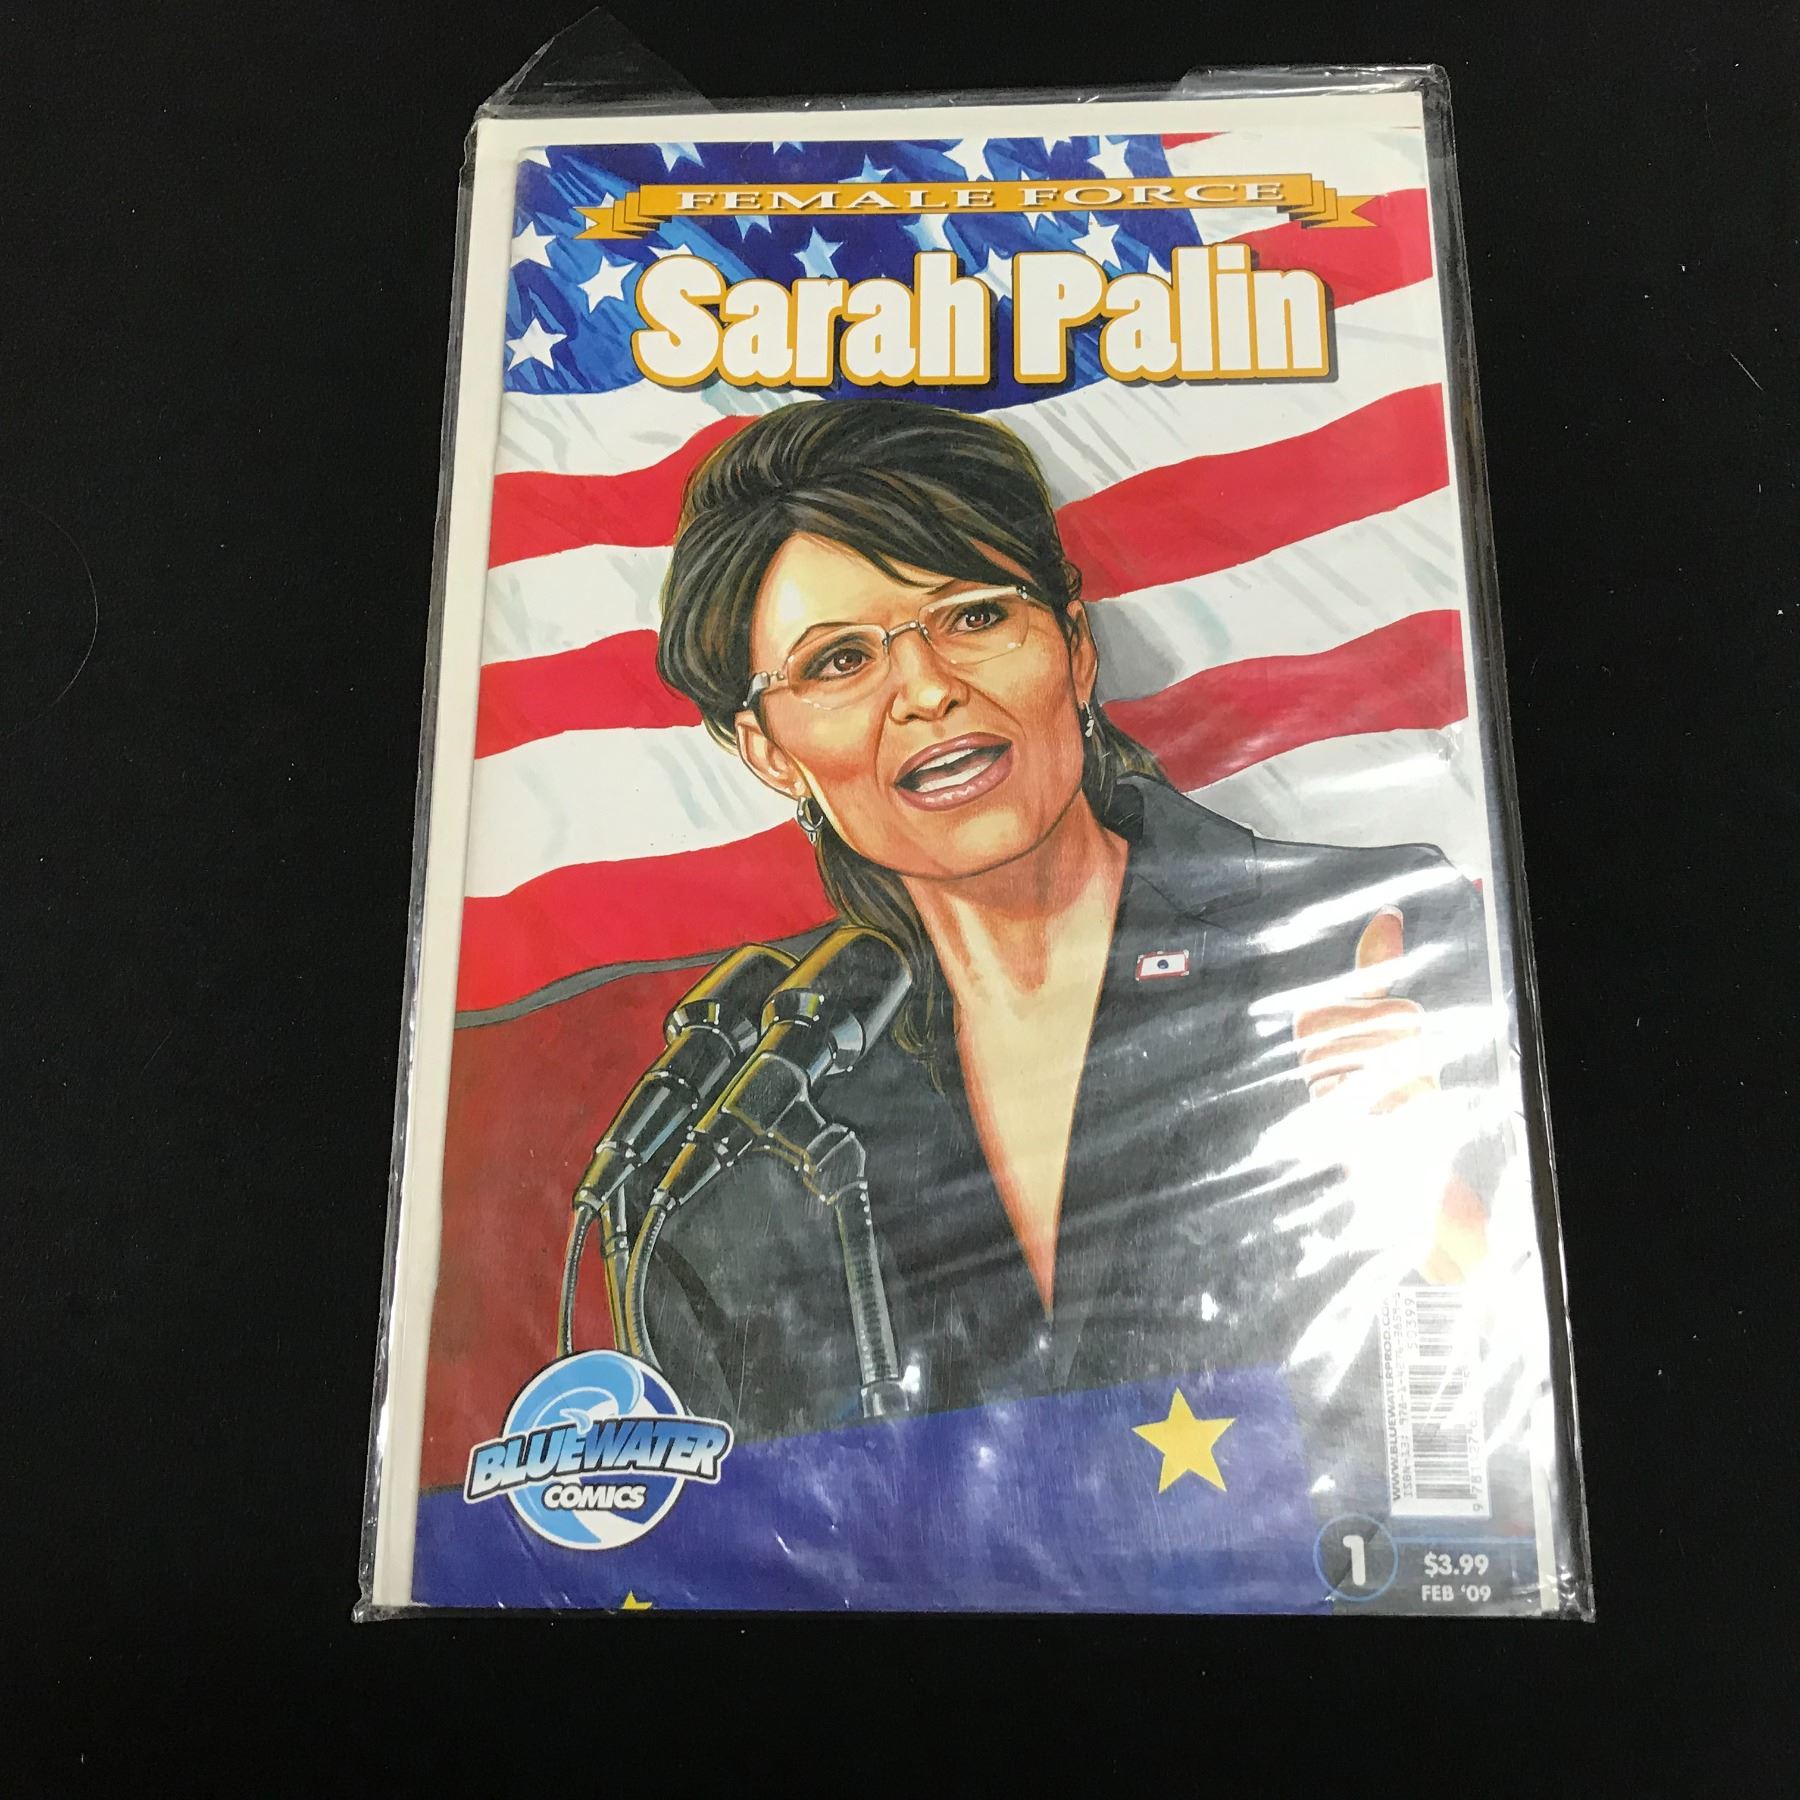 FEMALE FORCE
Sarah Palin
BLUEWATER
COMICS
1
$3.99
FEB '09